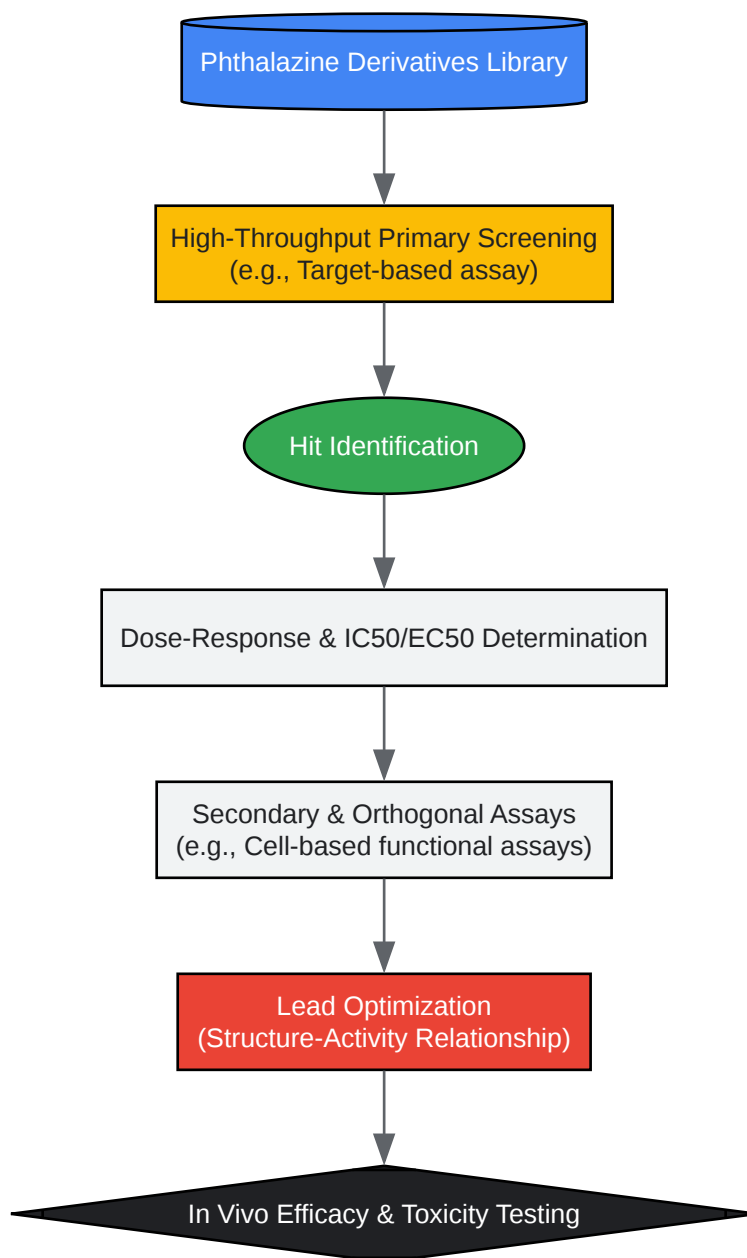 Phthalazine Derivatives Library
High-Throughput Primary Screening
(e.g., Target-based assay)
Hit Identification
Dose-Response & IC50/EC50 Determination
Secondary & Orthogonal Assays
(e.g., Cell-based functional assays)
Lead Optimization
(Structure-Activity Relationship)
In Vivo Efficacy & Toxicity Testing